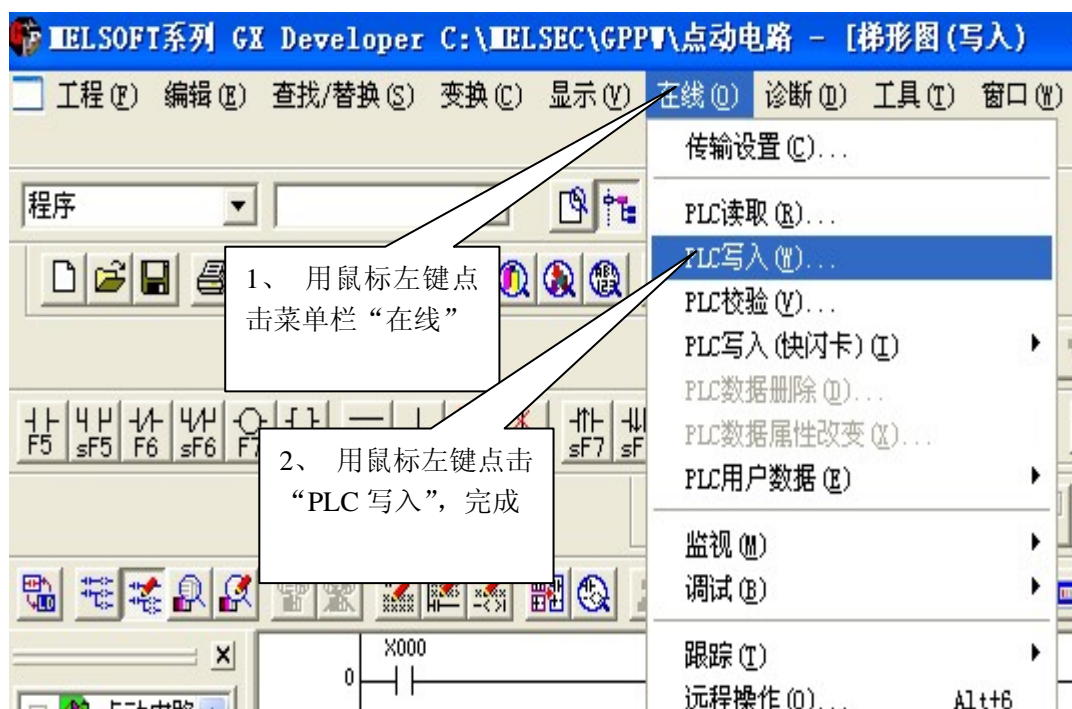 MELSOFT系列 GX Developer C:\MELSEC\GPPW\点动电路 - [梯形图(写入)
工程(F) 编辑(E) 查找/替换(S) 变换(C) 显示(V) 在线(O) 诊断(D) 工具(T) 窗口(W)
传输设置(C)...
程序
PLC读取(R)...
PLC写入(W)...
1、 用鼠标左键点
击菜单栏“在线”
PLC校验(V)...
PLC写入(快闪卡)(I)
PLC数据删除(D)...
PLC数据属性改变(X)...
F5 sF5 F6 sF6 F7 sF7 sF
2、 用鼠标左键点击
“PLC 写入”，完成
PLC用户数据(E)
监视(M)
调试(B)
X000
0
跟踪(T)
点动电路
远程操作(O)... Alt+6